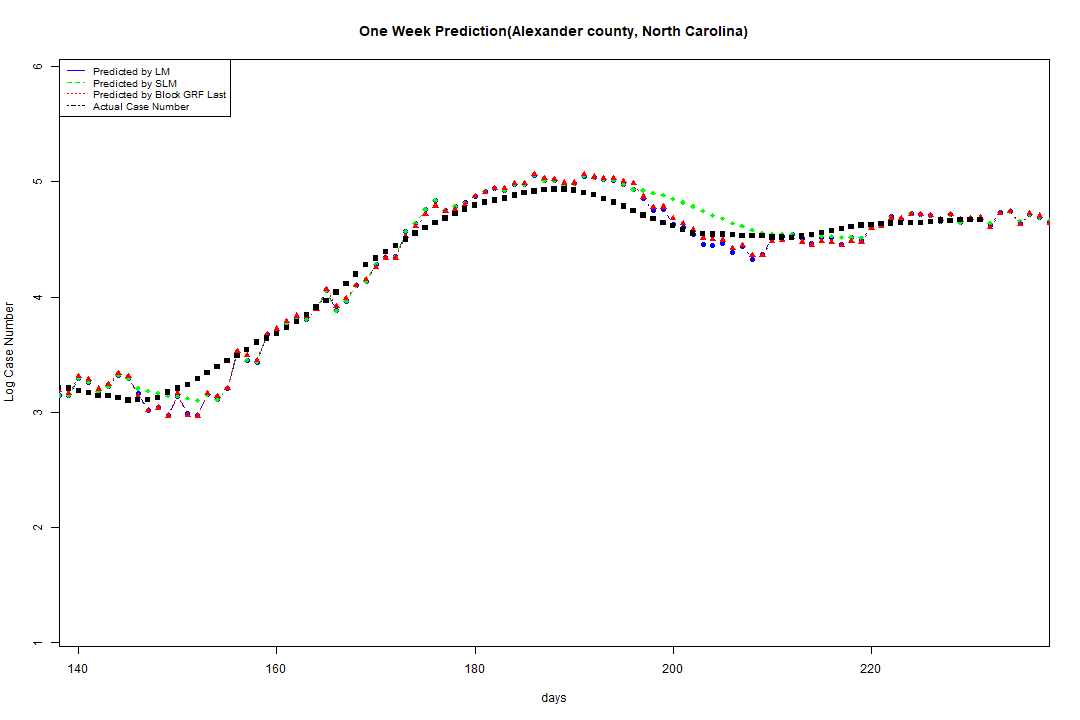 One Week Prediction(Alexander county, North Carolina)
Predicted by LM
Predicted by SLM
Predicted by Block GRF Last
Actual Case Number
6
5
4
3
2
1
Log Case Number
140 160 180 200 220
days